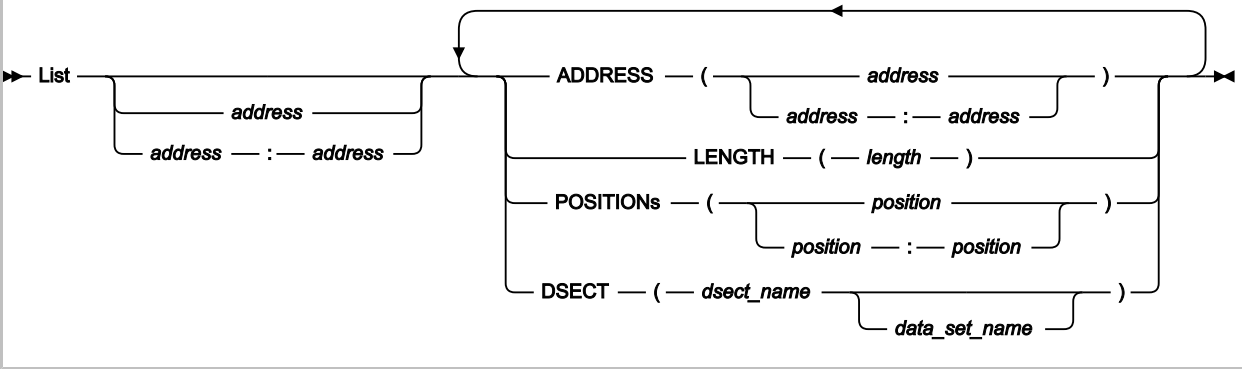 List ADDRESS ( address )
address address : address
address : address
LENGTH ( length )
POSITIONs ( position )
position : position
DSECT ( dsect_name )
data_set_name